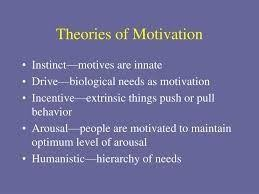 Theories of Motivation
• Instinct—motives are innate
• Drive—biological needs as motivation
• Incentive—extrinsic things push or pull
behavior
• Arousal—people are motivated to maintain
optimum level of arousal
• Humanistic—hierarchy of needs